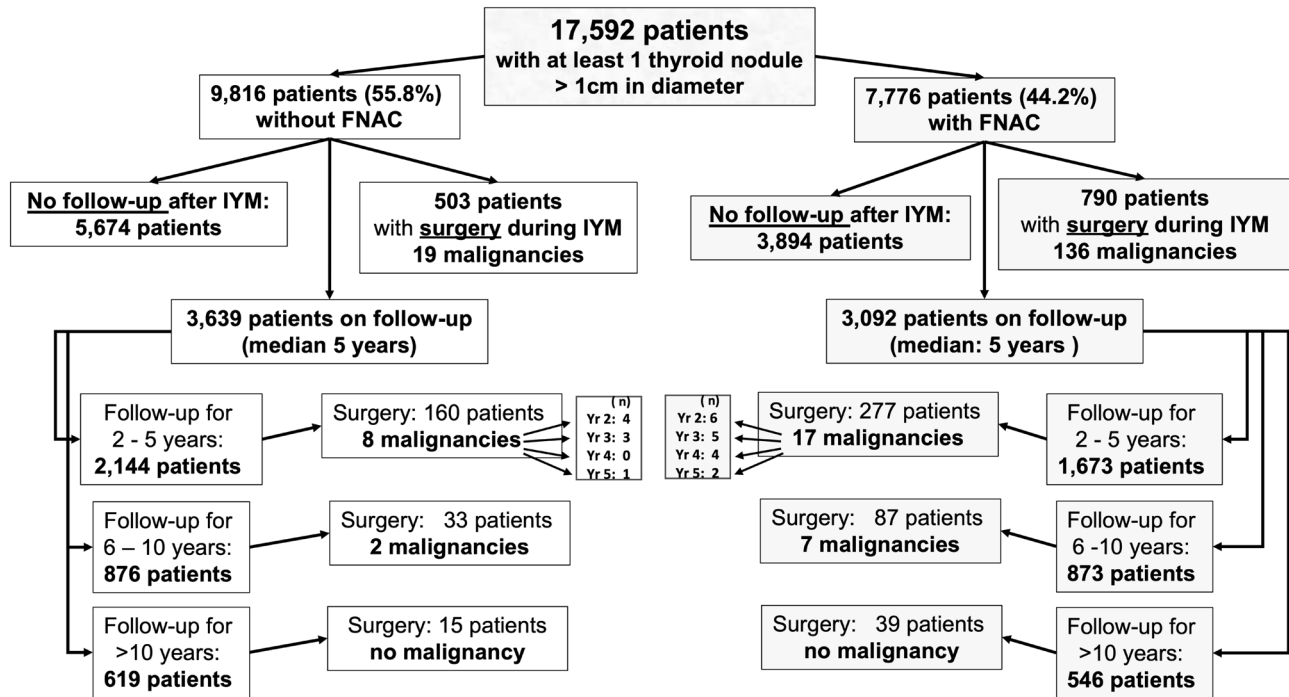 17,592 patients
with at least 1 thyroid nodule
> 1cm in diameter
9,816 patients (55.8%)
without FNAC
7,776 patients (44.2%)
with FNAC
No follow-up after IYM:
5,674 patients
503 patients
with surgery during IYM
19 malignancies
No follow-up after IYM:
3,894 patients
790 patients
with surgery during IYM
136 malignancies
3,639 patients on follow-up
(median 5 years)
3,092 patients on follow-up
(median: 5 years )
Follow-up for
2 - 5 years:
2,144 patients
Surgery: 160 patients
8 malignancies
( n)
Yr 2: 4
Yr 3: 3
Yr 4: 0
Yr 5: 1
( n)
Yr 2: 6
Yr 3: 5
Yr 4: 4
Yr 5: 2
Surgery: 277 patients
17 malignancies
Follow-up for
2 - 5 years:
1,673 patients
Follow-up for
6 – 10 years:
876 patients
Surgery: 33 patients
2 malignancies
Surgery: 87 patients
7 malignancies
Follow-up for
6 -10 years:
873 patients
Follow-up for
>10 years:
619 patients
Surgery: 15 patients
no malignancy
Surgery: 39 patients
no malignancy
Follow-up for
>10 years:
546 patients